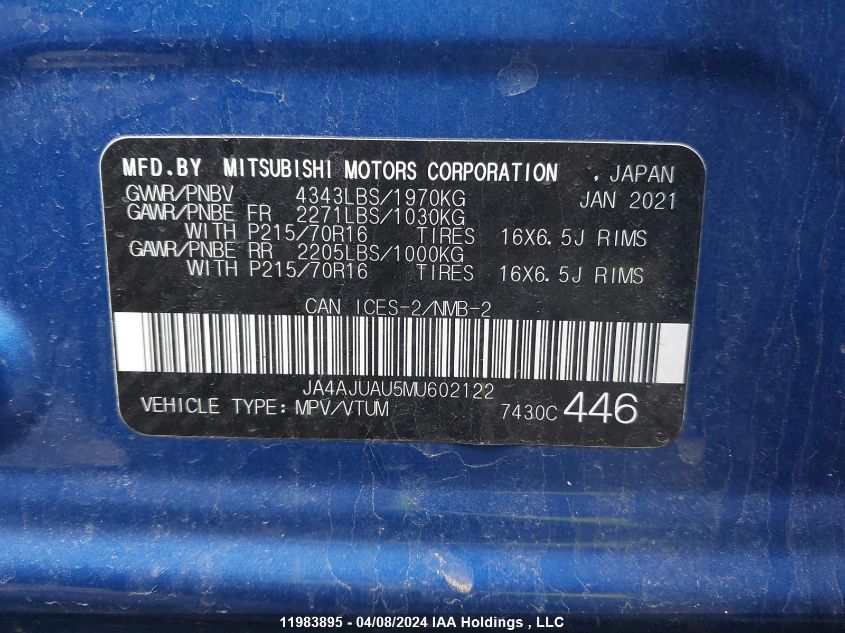 MFD.BY MITSUBISHI MOTORS CORPORATION , JAPAN
GVWR/PNBV 4343LBS/1970KG JAN 2021
GAWR/PNBE FR 2271LBS/1030KG
WITH P215/70R16 TIRES 16X6.5J RIMS
GAWR/PNBE RR 2205LBS/1000KG
WITH P215/70R16 TIRES 16X6.5J RIMS
CAN ICES-2/NMB-2
JA4AJUAU5MU602122
VEHICLE TYPE: MPV/VTUM 7430C 446
11983895 - 04/08/2024 IAA Holdings , LLC